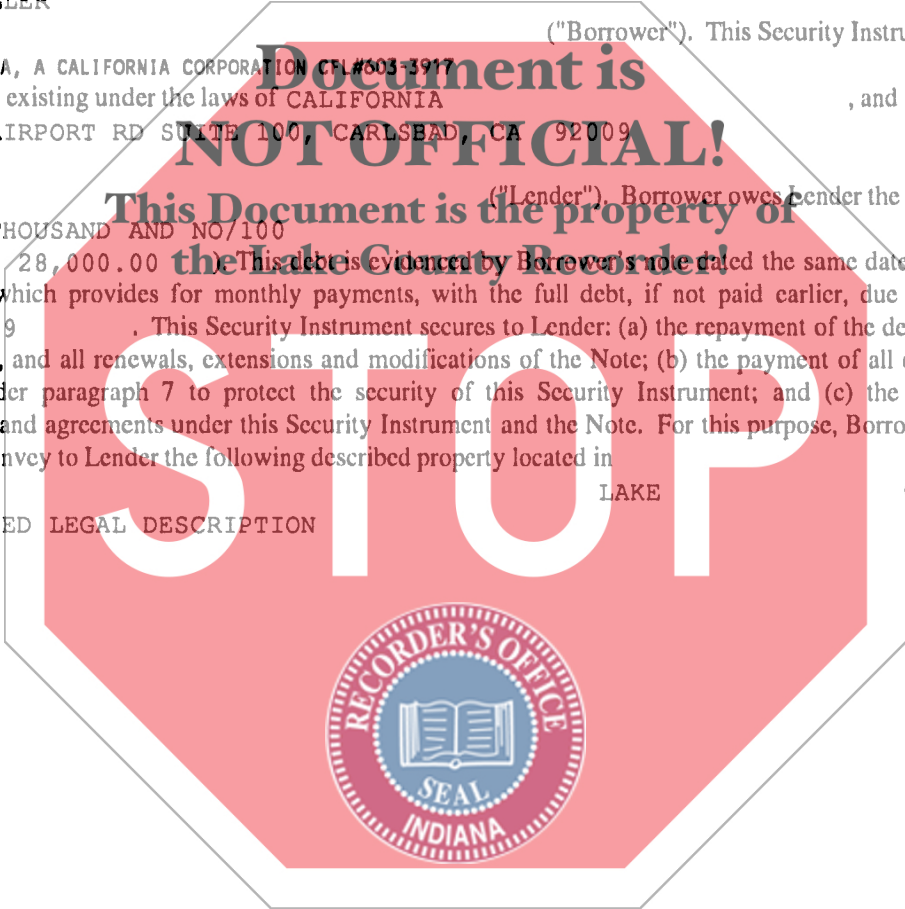 ("Borrower"). This Security Instru
A, A CALIFORNIA CORPORATION CFL#603-3917
existing under the laws of CALIFORNIA , and
IRPORT RD SUITE 100, CARLSBAD, CA 92009
Document is
NOT OFFICIAL!
This Document is the property of
the Lake County Recorder!
("Lender"). Borrower owes Lender the
HOUSAND AND NO/100
28,000.00 ). This debt is evidenced by Borrower's note dated the same date
which provides for monthly payments, with the full debt, if not paid earlier, due
9 . This Security Instrument secures to Lender: (a) the repayment of the de
, and all renewals, extensions and modifications of the Note; (b) the payment of all
der paragraph 7 to protect the security of this Security Instrument; and (c) the
and agreements under this Security Instrument and the Note. For this purpose, Borro
nvey to Lender the following described property located in
LAKE
ED LEGAL DESCRIPTION
STOP
RECORDER'S OFFICE
SEAL
INDIANA